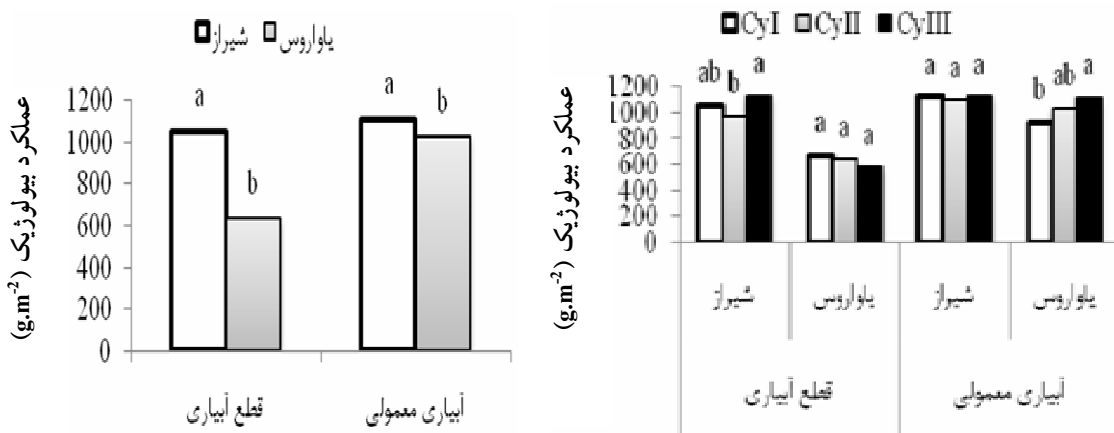 شیراز یاواروس
a
b
a
b
عملکرد بیولوژیک (g.m-2)
1200
1000
800
600
400
200
0
قطع آبیاری آبیاری معمولی
CyI CyII CyIII
ab b a
a a a
a a a
b ab a
عملکرد بیولوژیک (g.m-2)
1200
1000
800
600
400
200
0
شیراز یاواروس شیراز یاواروس
قطع آبیاری آبیاری معمولی